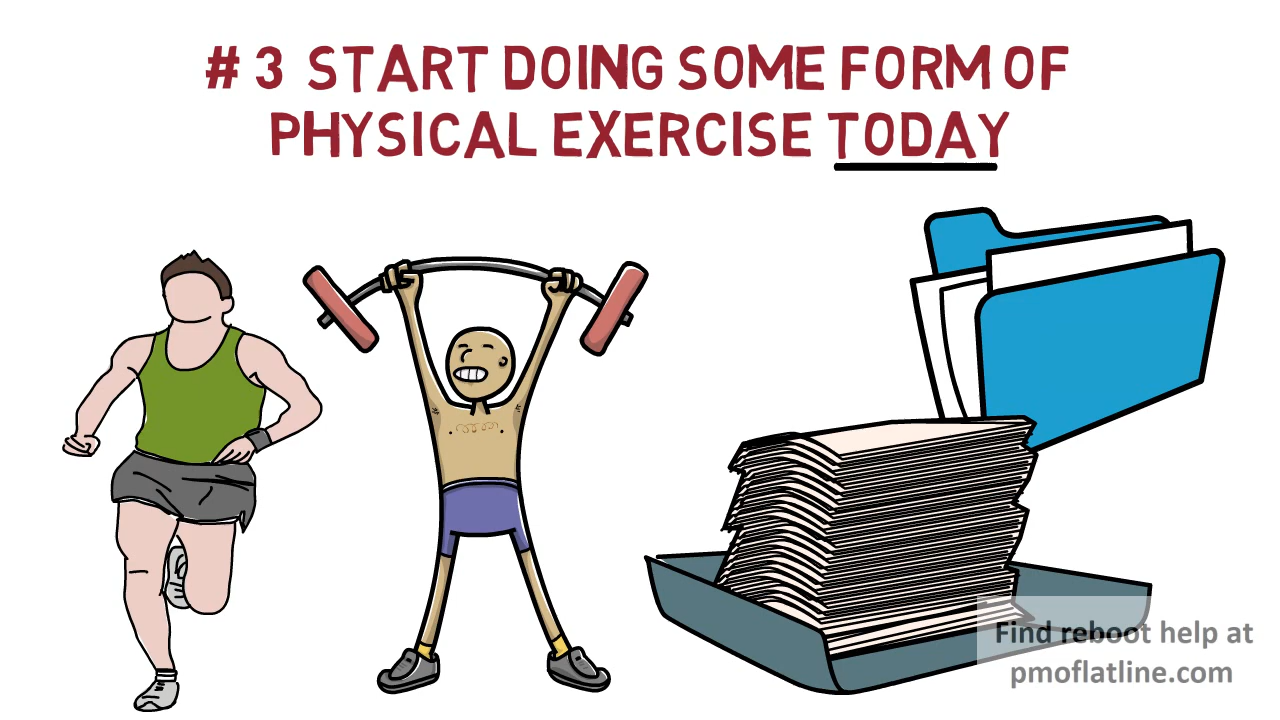 # 3 START DOING SOME FORM OF
PHYSICAL EXERCISE TODAY
Find reboot help at
pmoflatline.com